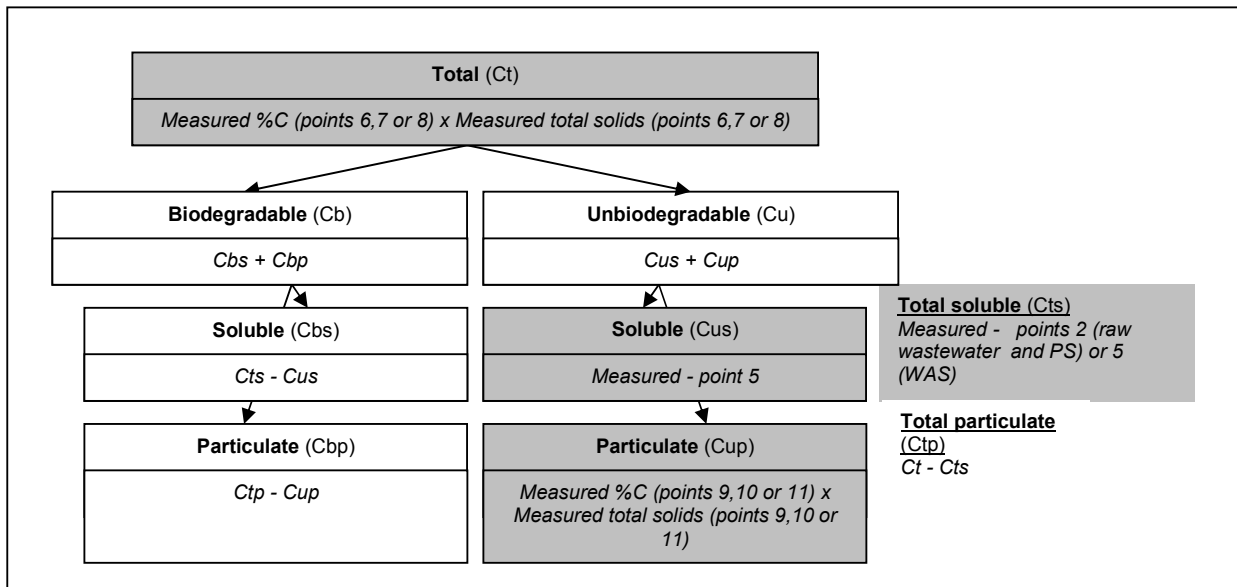 Total (Ct)
Measured %C (points 6,7 or 8) x Measured total solids (points 6,7 or 8)
Biodegradable (Cb)
Cbs + Cbp
Unbiodegradable (Cu)
Cus + Cup
Soluble (Cbs)
Cts - Cus
Soluble (Cus)
Measured - point 5
Total soluble (Cts)
Measured - points 2 (raw
wastewater and PS) or 5
(WAS)
Particulate (Cbp)
Ctp - Cup
Particulate (Cup)
Measured %C (points 9,10 or 11) x
Measured total solids (points 9,10 or
11)
Total particulate
(Ctp)
Ct - Cts